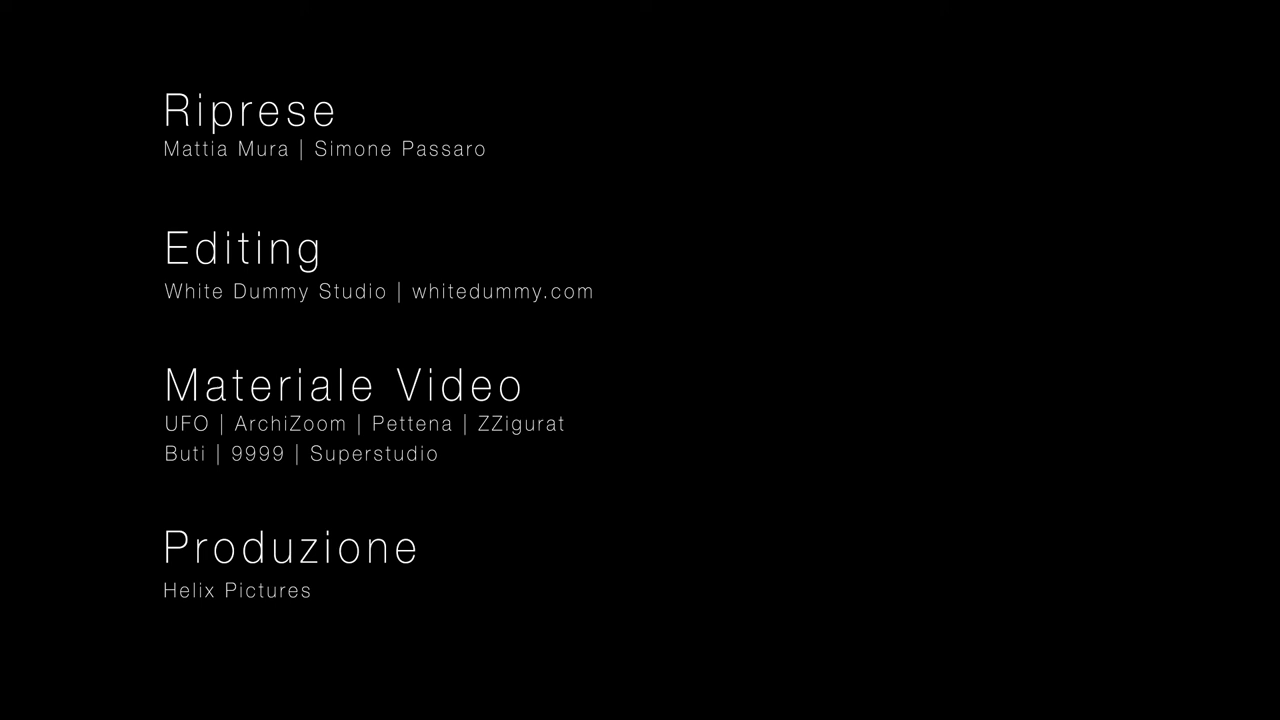 Riprese
Mattia Mura | Simone Passaro
Editing
White Dummy Studio | whitedummy.com
Materiale Video
UFO | ArchiZoom | Pettena | ZZigurat
Buti | 9999 | Superstudio
Produzione
Helix Pictures